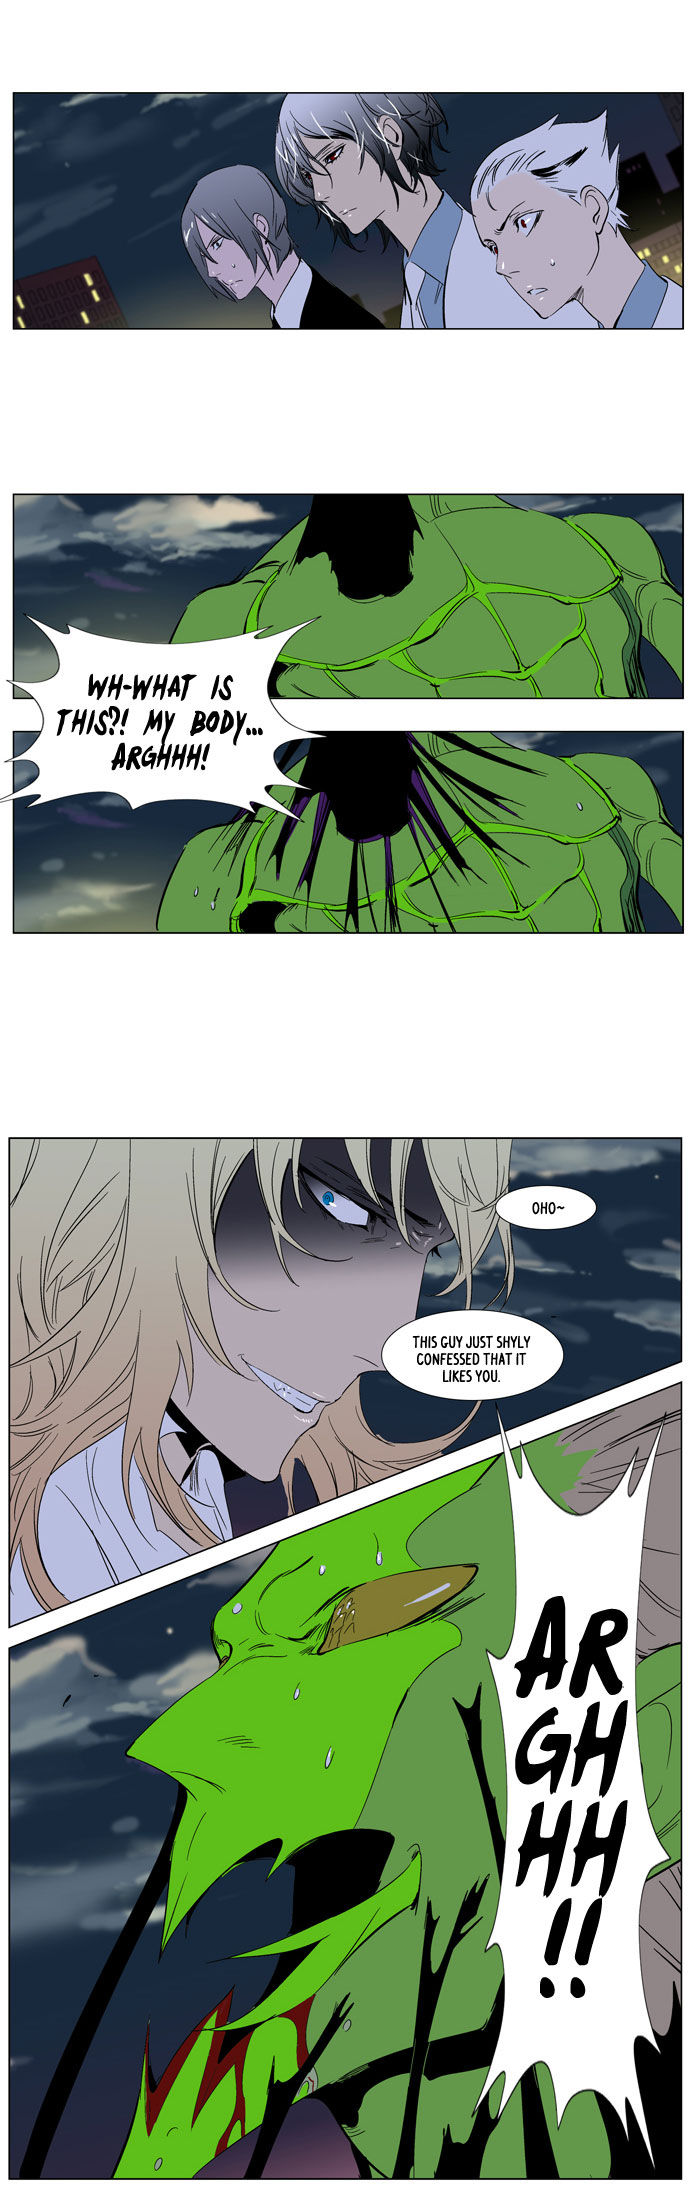 WH-WHAT IS
THIS?! MY BODY...
ARGHHH!
OHO~
THIS GUY JUST SHYLY
CONFESSED THAT IT
LIKES YOU.
AR
GH
HH
!!